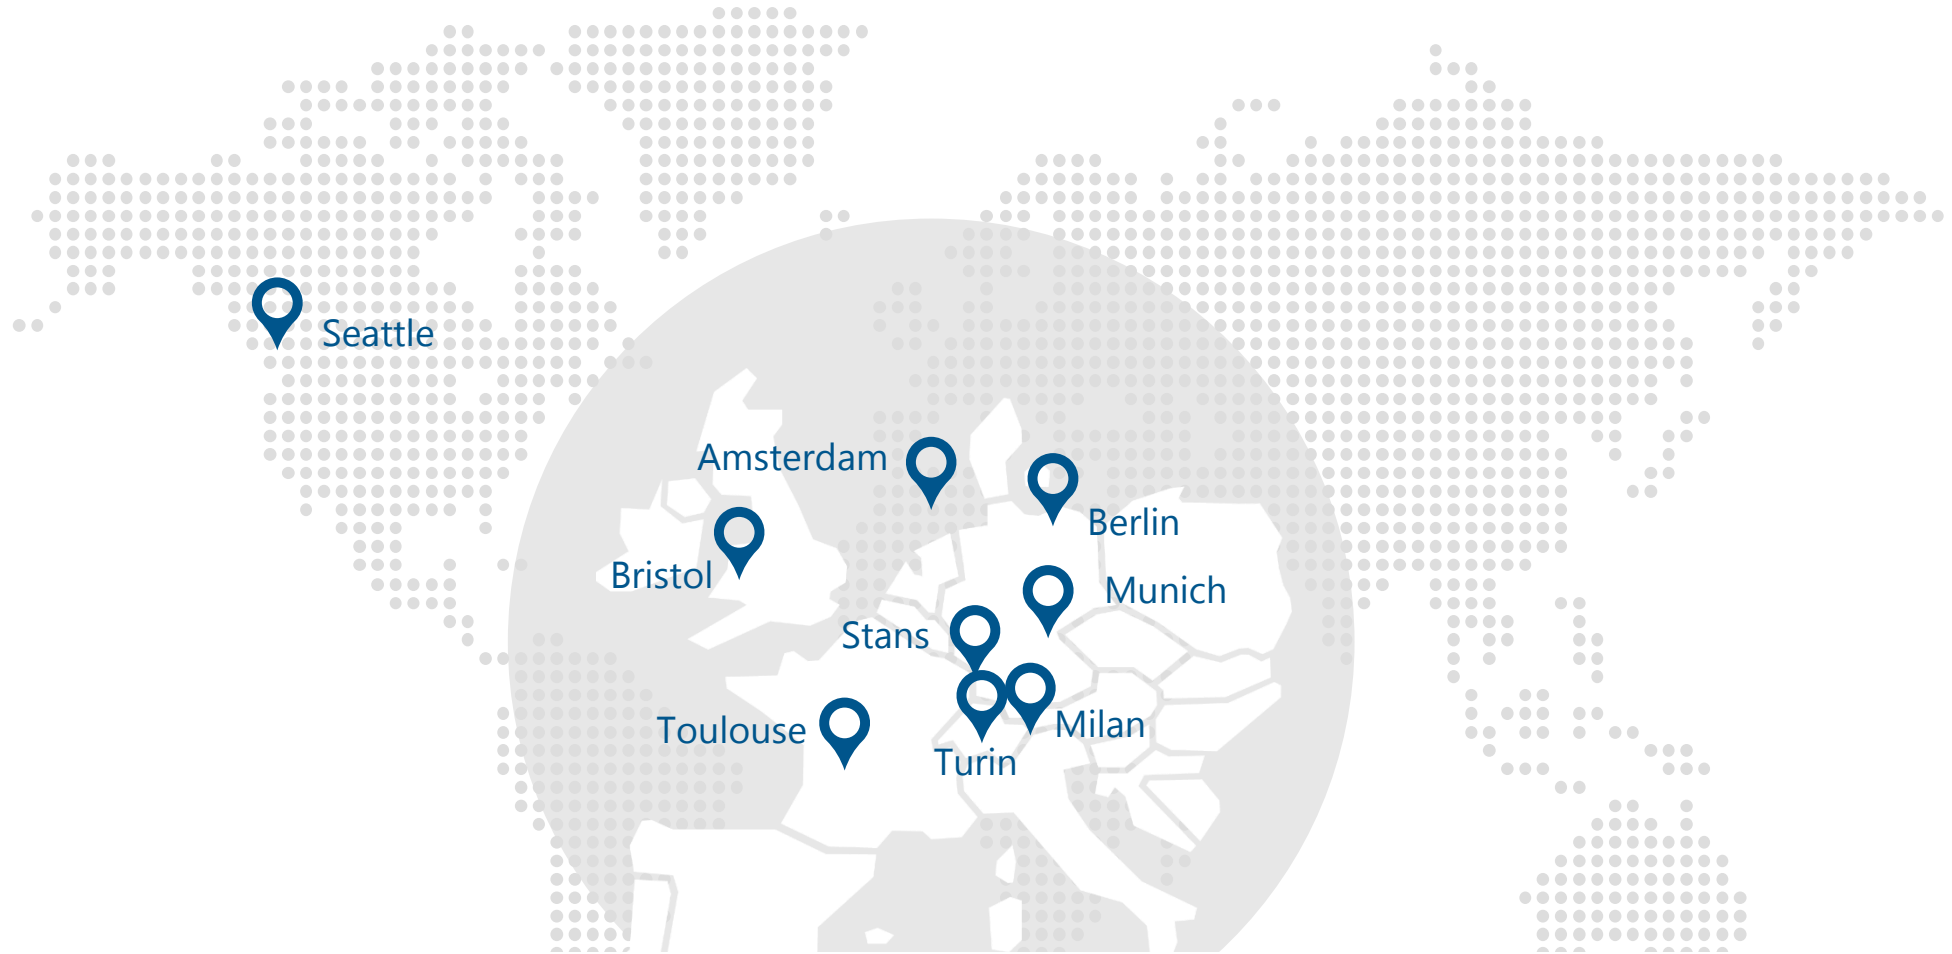 Seattle
Amsterdam
Berlin
Bristol
Munich
Stans
Toulouse
Milan
Turin